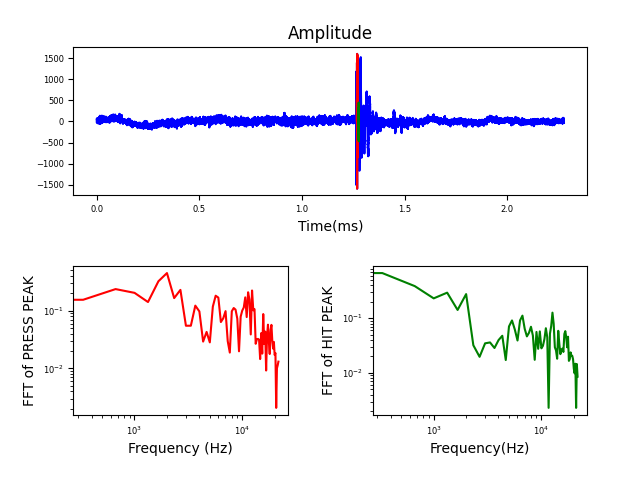 Amplitude
1500
1000
500
0
−500
−1000
−1500
0.0 0.5 1.0 1.5 2.0
Time(ms)
FFT of PRESS PEAK
10⁻¹
10⁻²
10³ 10⁴
Frequency (Hz)
FFT of HIT PEAK
10⁻¹
10⁻²
10³ 10⁴
Frequency(Hz)